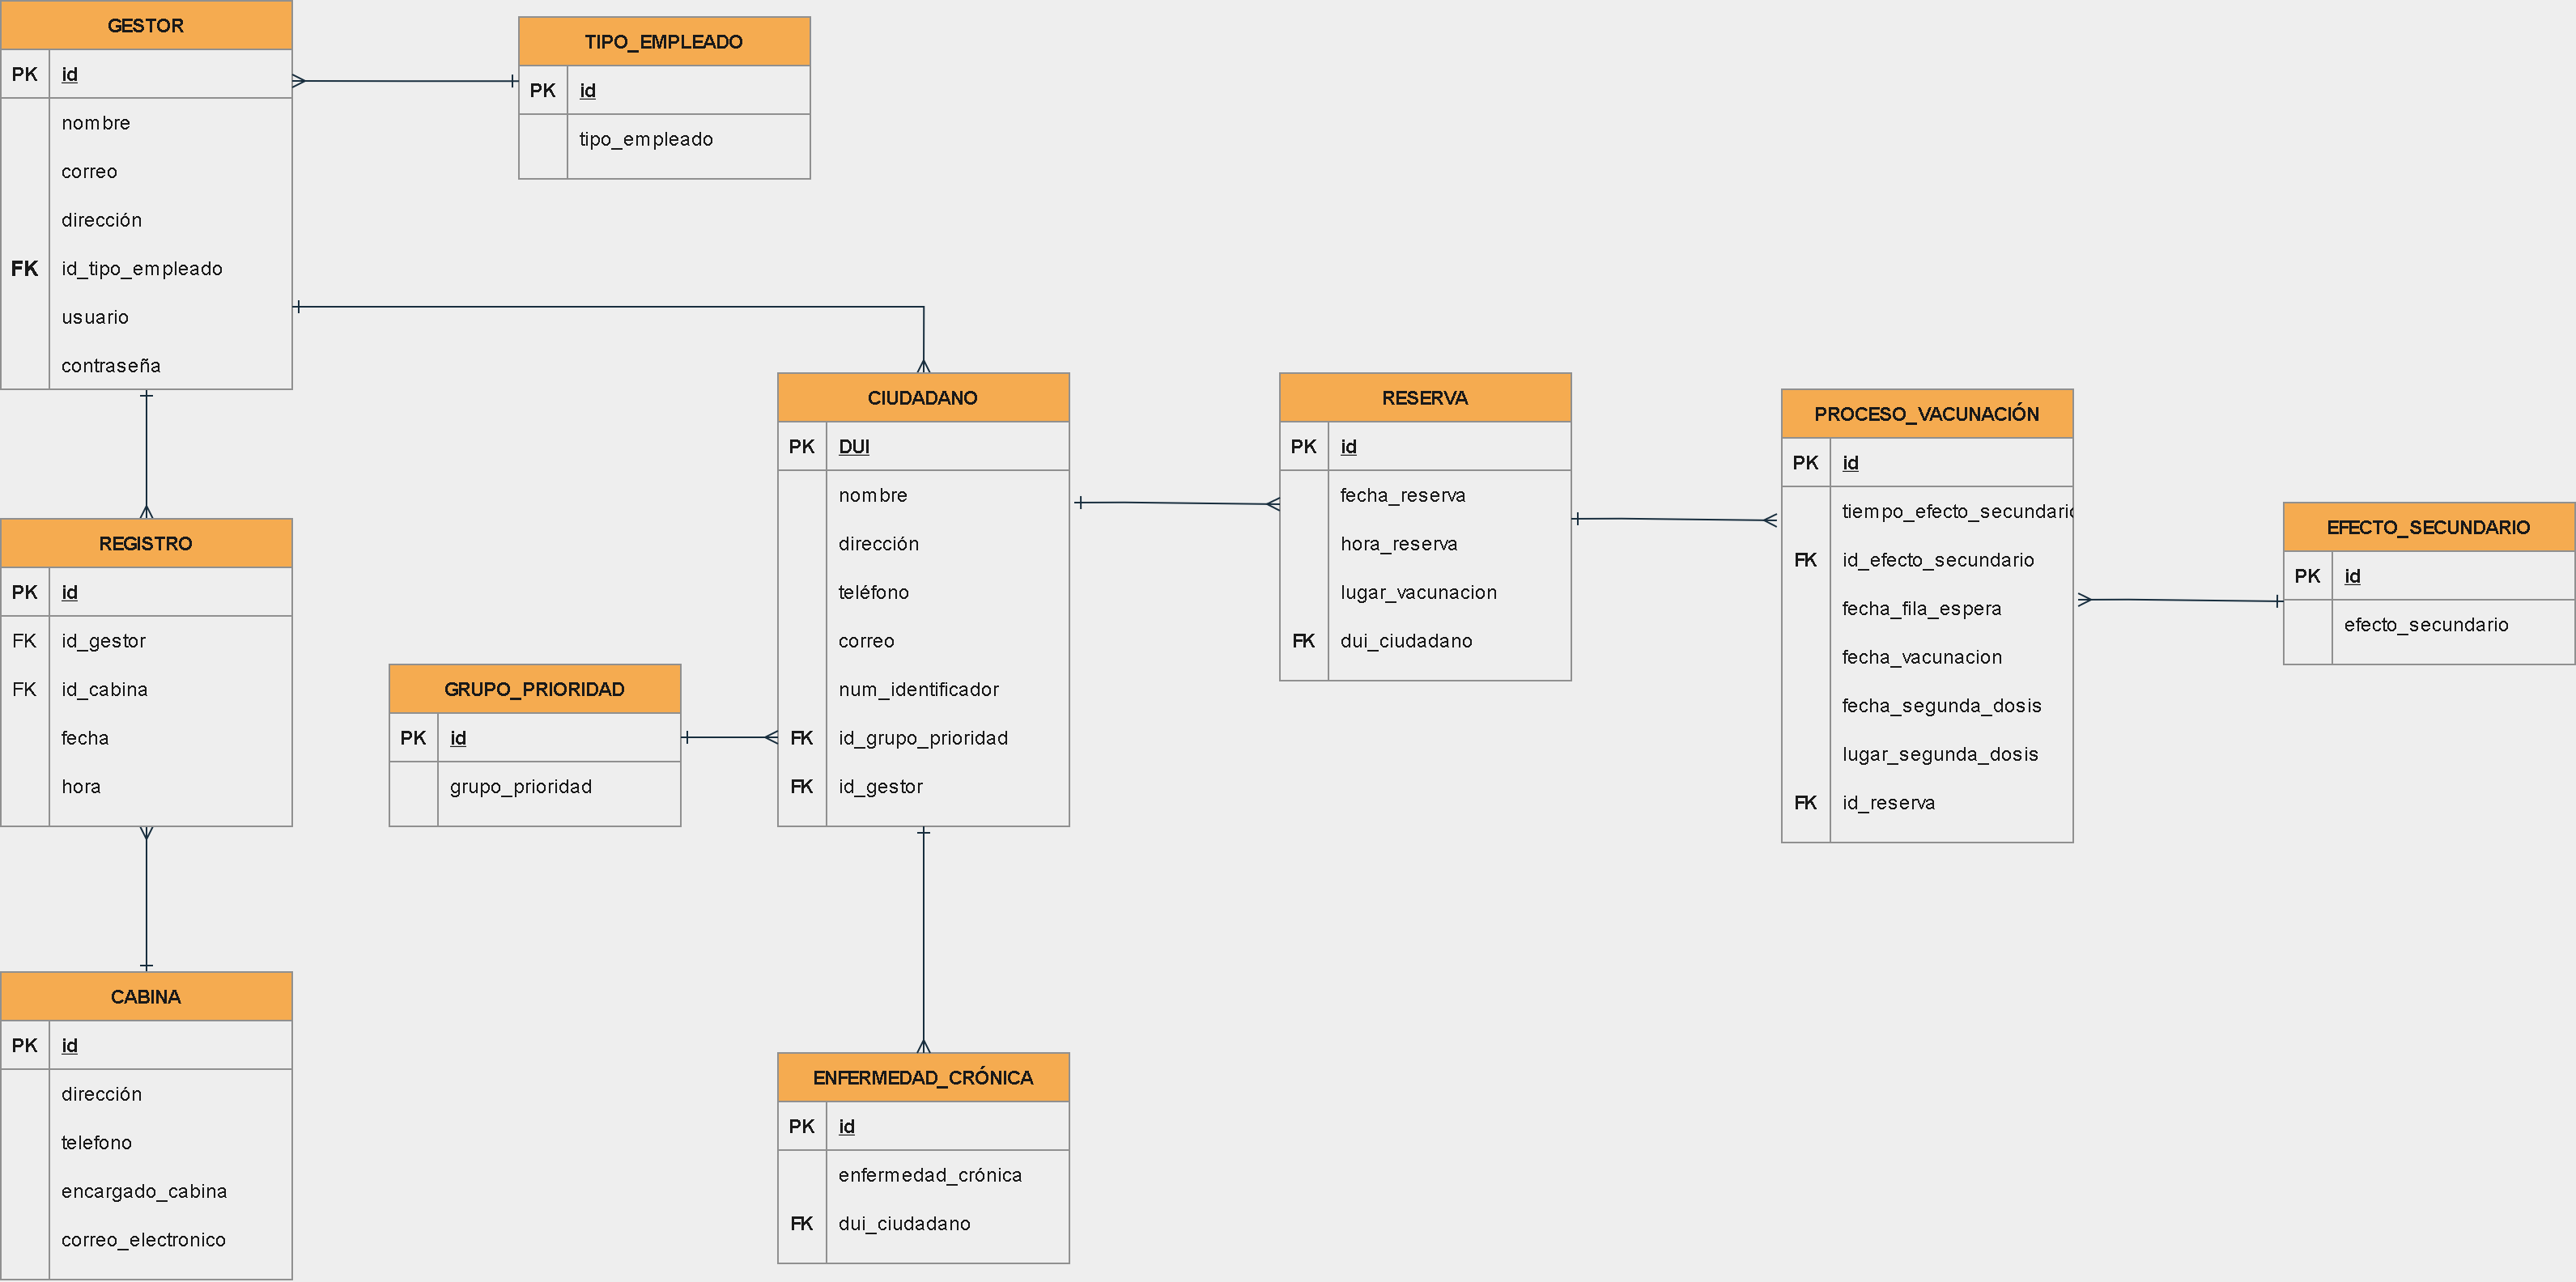 GESTOR
PK id
nombre
correo
dirección
FK id_tipo_empleado
usuario
contraseña
TIPO_EMPLEADO
PK id
tipo_empleado
REGISTRO
PK id
FK id_gestor
FK id_cabina
fecha
hora
CABINA
PK id
dirección
telefono
encargado_cabina
correo_electronico
GRUPO_PRIORIDAD
PK id
grupo_prioridad
CIUDADANO
PK DUI
nombre
dirección
teléfono
correo
num_identificador
FK id_grupo_prioridad
FK id_gestor
ENFERMEDAD_CRÓNICA
PK id
enfermedad_crónica
FK dui_ciudadano
RESERVA
PK id
fecha_reserva
hora_reserva
lugar_vacunacion
FK dui_ciudadano
PROCESO_VACUNACIÓN
PK id
tiempo_efecto_secundario
FK id_efecto_secundario
fecha_fila_espera
fecha_vacunacion
fecha_segunda_dosis
lugar_segunda_dosis
FK id_reserva
EFECTO_SECUNDARIO
PK id
efecto_secundario